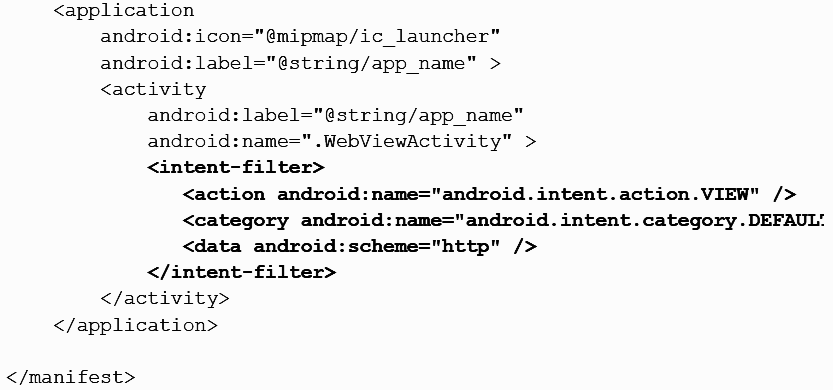 <application
android:icon="@mipmap/ic_launcher"
android:label="@string/app_name" >
<activity
android:label="@string/app_name"
android:name=".WebViewActivity" >
<intent-filter>
<action android:name="android.intent.action.VIEW" />
<category android:name="android.intent.category.DEFAULT
<data android:scheme="http" />
</intent-filter>
</activity>
</application>
</manifest>